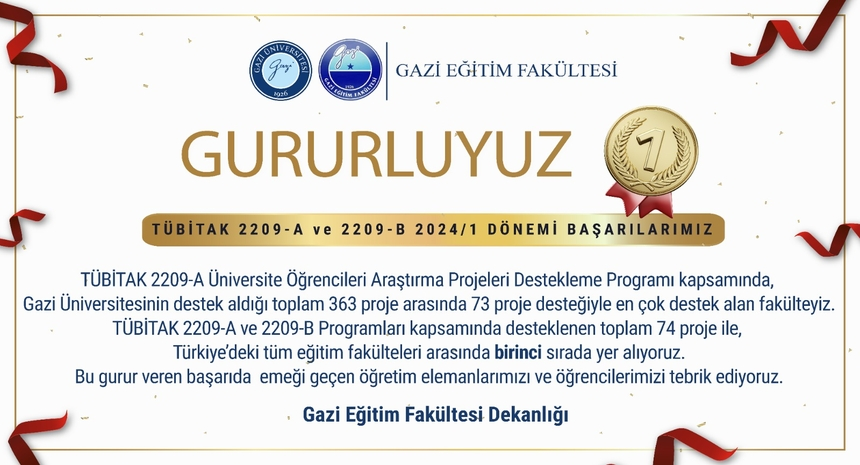 GAZİ ÜNİVERSİTESİ
Gazi
1926
Gazi
1926
GAZİ EĞİTİM FAKÜLTESİ
GAZİ EĞİTİM FAKÜLTESİ
GURURLUYUZ
1
TÜBİTAK 2209-A ve 2209-B 2024/1 DÖNEMİ BAŞARILARIMIZ
TÜBİTAK 2209-A Üniversite Öğrencileri Araştırma Projeleri Destekleme Programı kapsamında,
Gazi Üniversitesinin destek aldığı toplam 363 proje arasında 73 proje desteğiyle en çok destek alan fakülteyiz.
TÜBİTAK 2209-A ve 2209-B Programları kapsamında desteklenen toplam 74 proje ile,
Türkiye’deki tüm eğitim fakülteleri arasında birinci sırada yer alıyoruz.
Bu gurur veren başarıda emeği geçen öğretim elemanlarımızı ve öğrencilerimizi tebrik ediyoruz.
Gazi Eğitim Fakültesi Dekanlığı